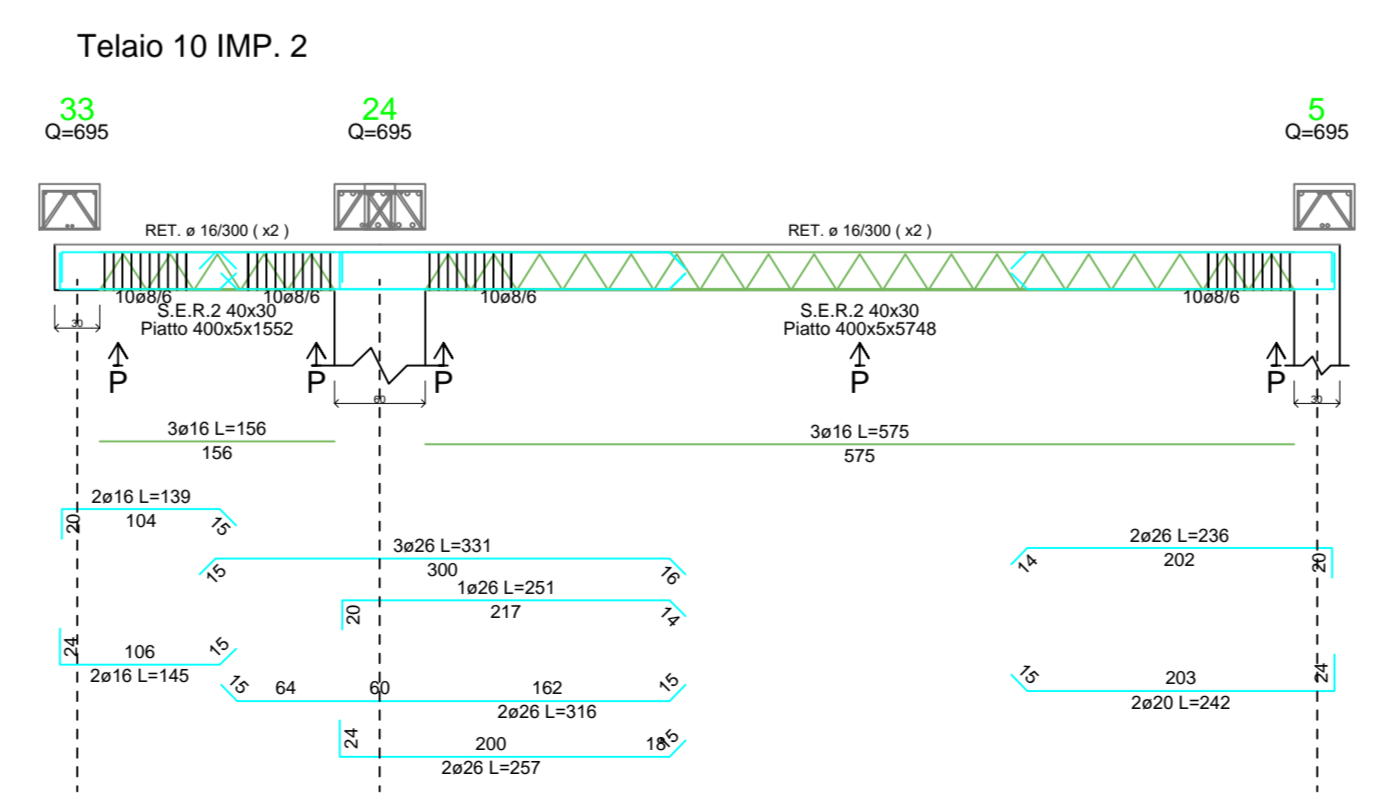 Telaio 10 IMP. 2
33
24
5
Q=695
Q=695
Q=695
RET. ø 16/300 ( x2 )
RET. ø 16/300 ( x2 )
10ø8/6
10ø8/6
10ø8/6
10ø8/6
S.E.R.2 40x30
Piatto 400x5x1552
S.E.R.2 40x30
Piatto 400x5x5748
30
P
P
P
P
P
60
30
3ø16 L=156
156
3ø16 L=575
575
2ø16 L=139
20
104
15
3ø26 L=331
15
300
16
2ø26 L=236
14
202
20
1ø26 L=251
20
217
14
24
106
15
2ø16 L=145
15
64
60
162
15
2ø26 L=316
15
203
24
2ø20 L=242
24
200
18
15
2ø26 L=257